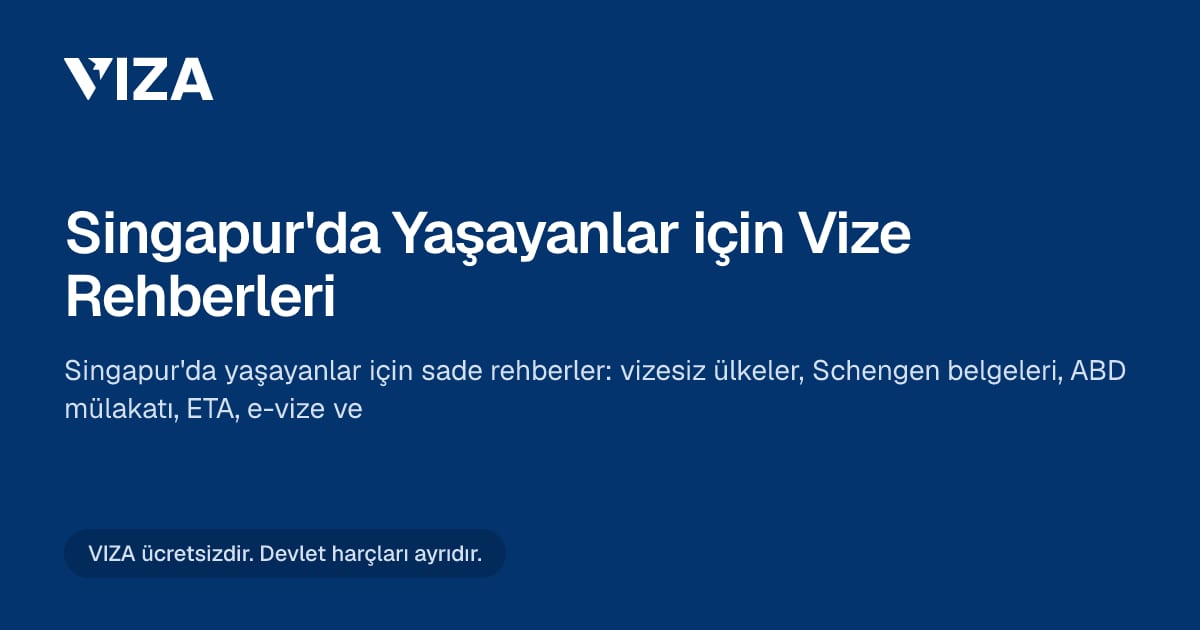 VIZA
Singapur'da Yaşayanlar için Vize
Rehberleri
Singapur'da yaşayanlar için sade rehberler: vizesiz ülkeler, Schengen belgeleri, ABD
mülakatı, ETA, e-vize ve
VIZA ücretsizdir. Devlet harçları ayrıdır.